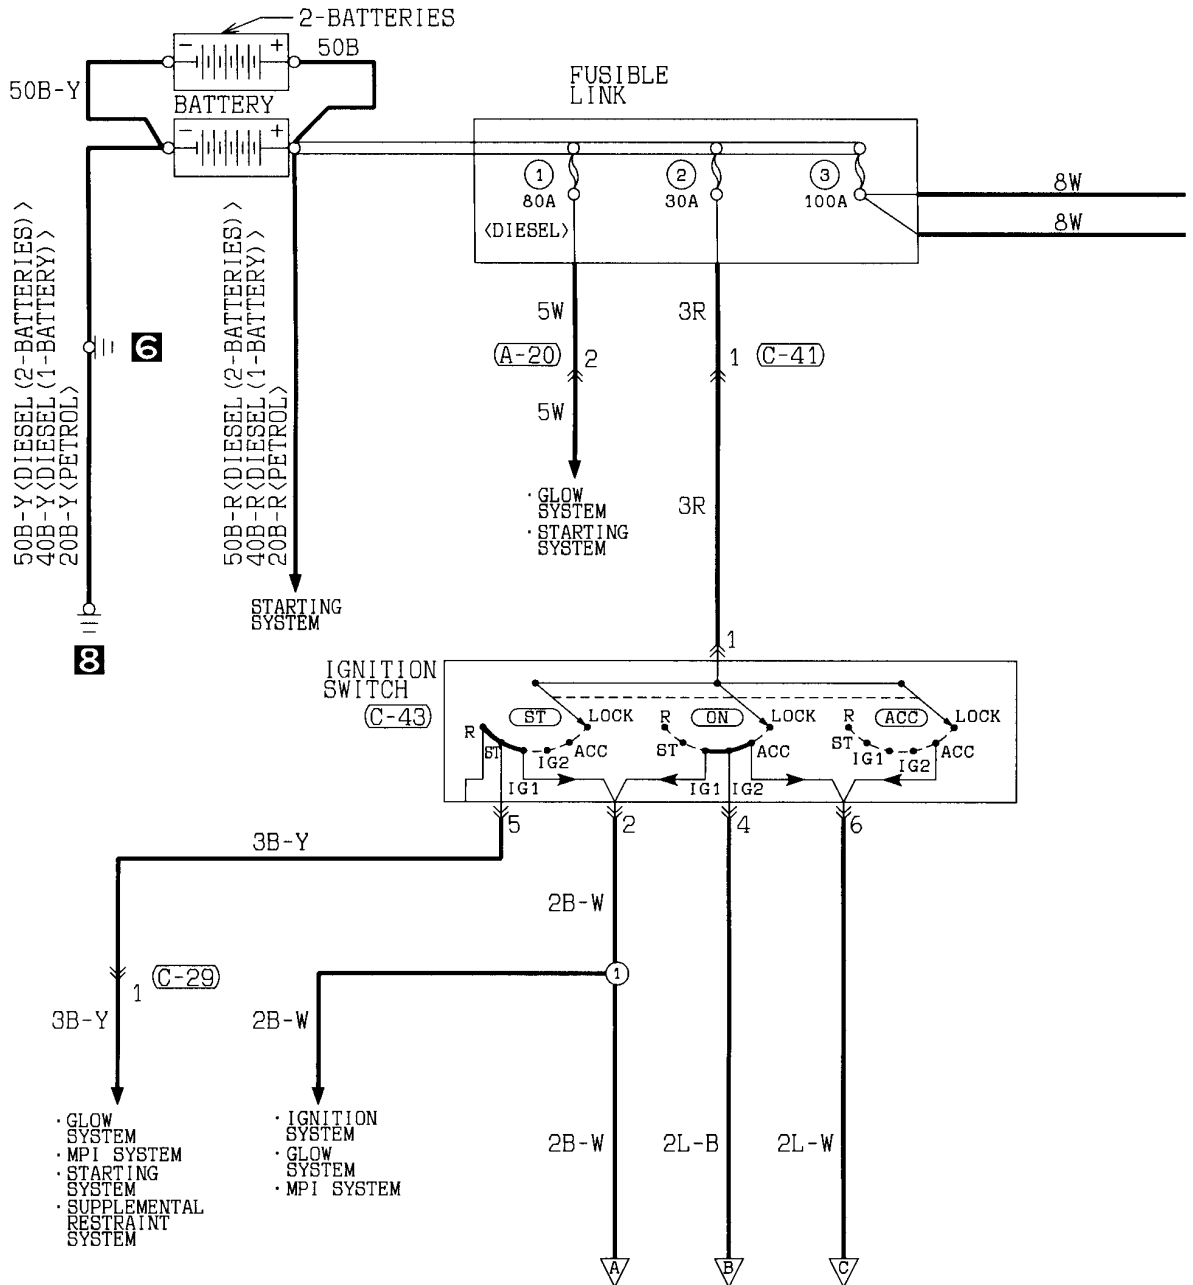 2-BATTERIES
- +
50B
50B-Y
BATTERY
- +
FUSIBLE
LINK
1
80A
2
30A
3
100A
<DIESEL>
8W
8W
50B-Y<DIESEL(2-BATTERIES)>
40B-Y<DIESEL(1-BATTERY)>
20B-Y<PETROL>
6
8
50B-R<DIESEL(2-BATTERIES)>
40B-R<DIESEL(1-BATTERY)>
20B-R<PETROL>
STARTING
SYSTEM
5W
A-20
2
5W
· GLOW
SYSTEM
· STARTING
SYSTEM
3R
1
C-41
3R
1
IGNITION
SWITCH
C-43
ST
LOCK
R
ST
IG1
IG2
ACC
ON
LOCK
R
ST
IG1
IG2
ACC
ACC
LOCK
R
ST
IG1
IG2
ACC
5
2
4
6
3B-Y
2B-W
1
C-29
1
3B-Y
2B-W
· GLOW
SYSTEM
· MPI SYSTEM
· STARTING
SYSTEM
· SUPPLEMENTAL
RESTRAINT
SYSTEM
· IGNITION
SYSTEM
· GLOW
SYSTEM
· MPI SYSTEM
2B-W
2L-B
2L-W
A
B
C